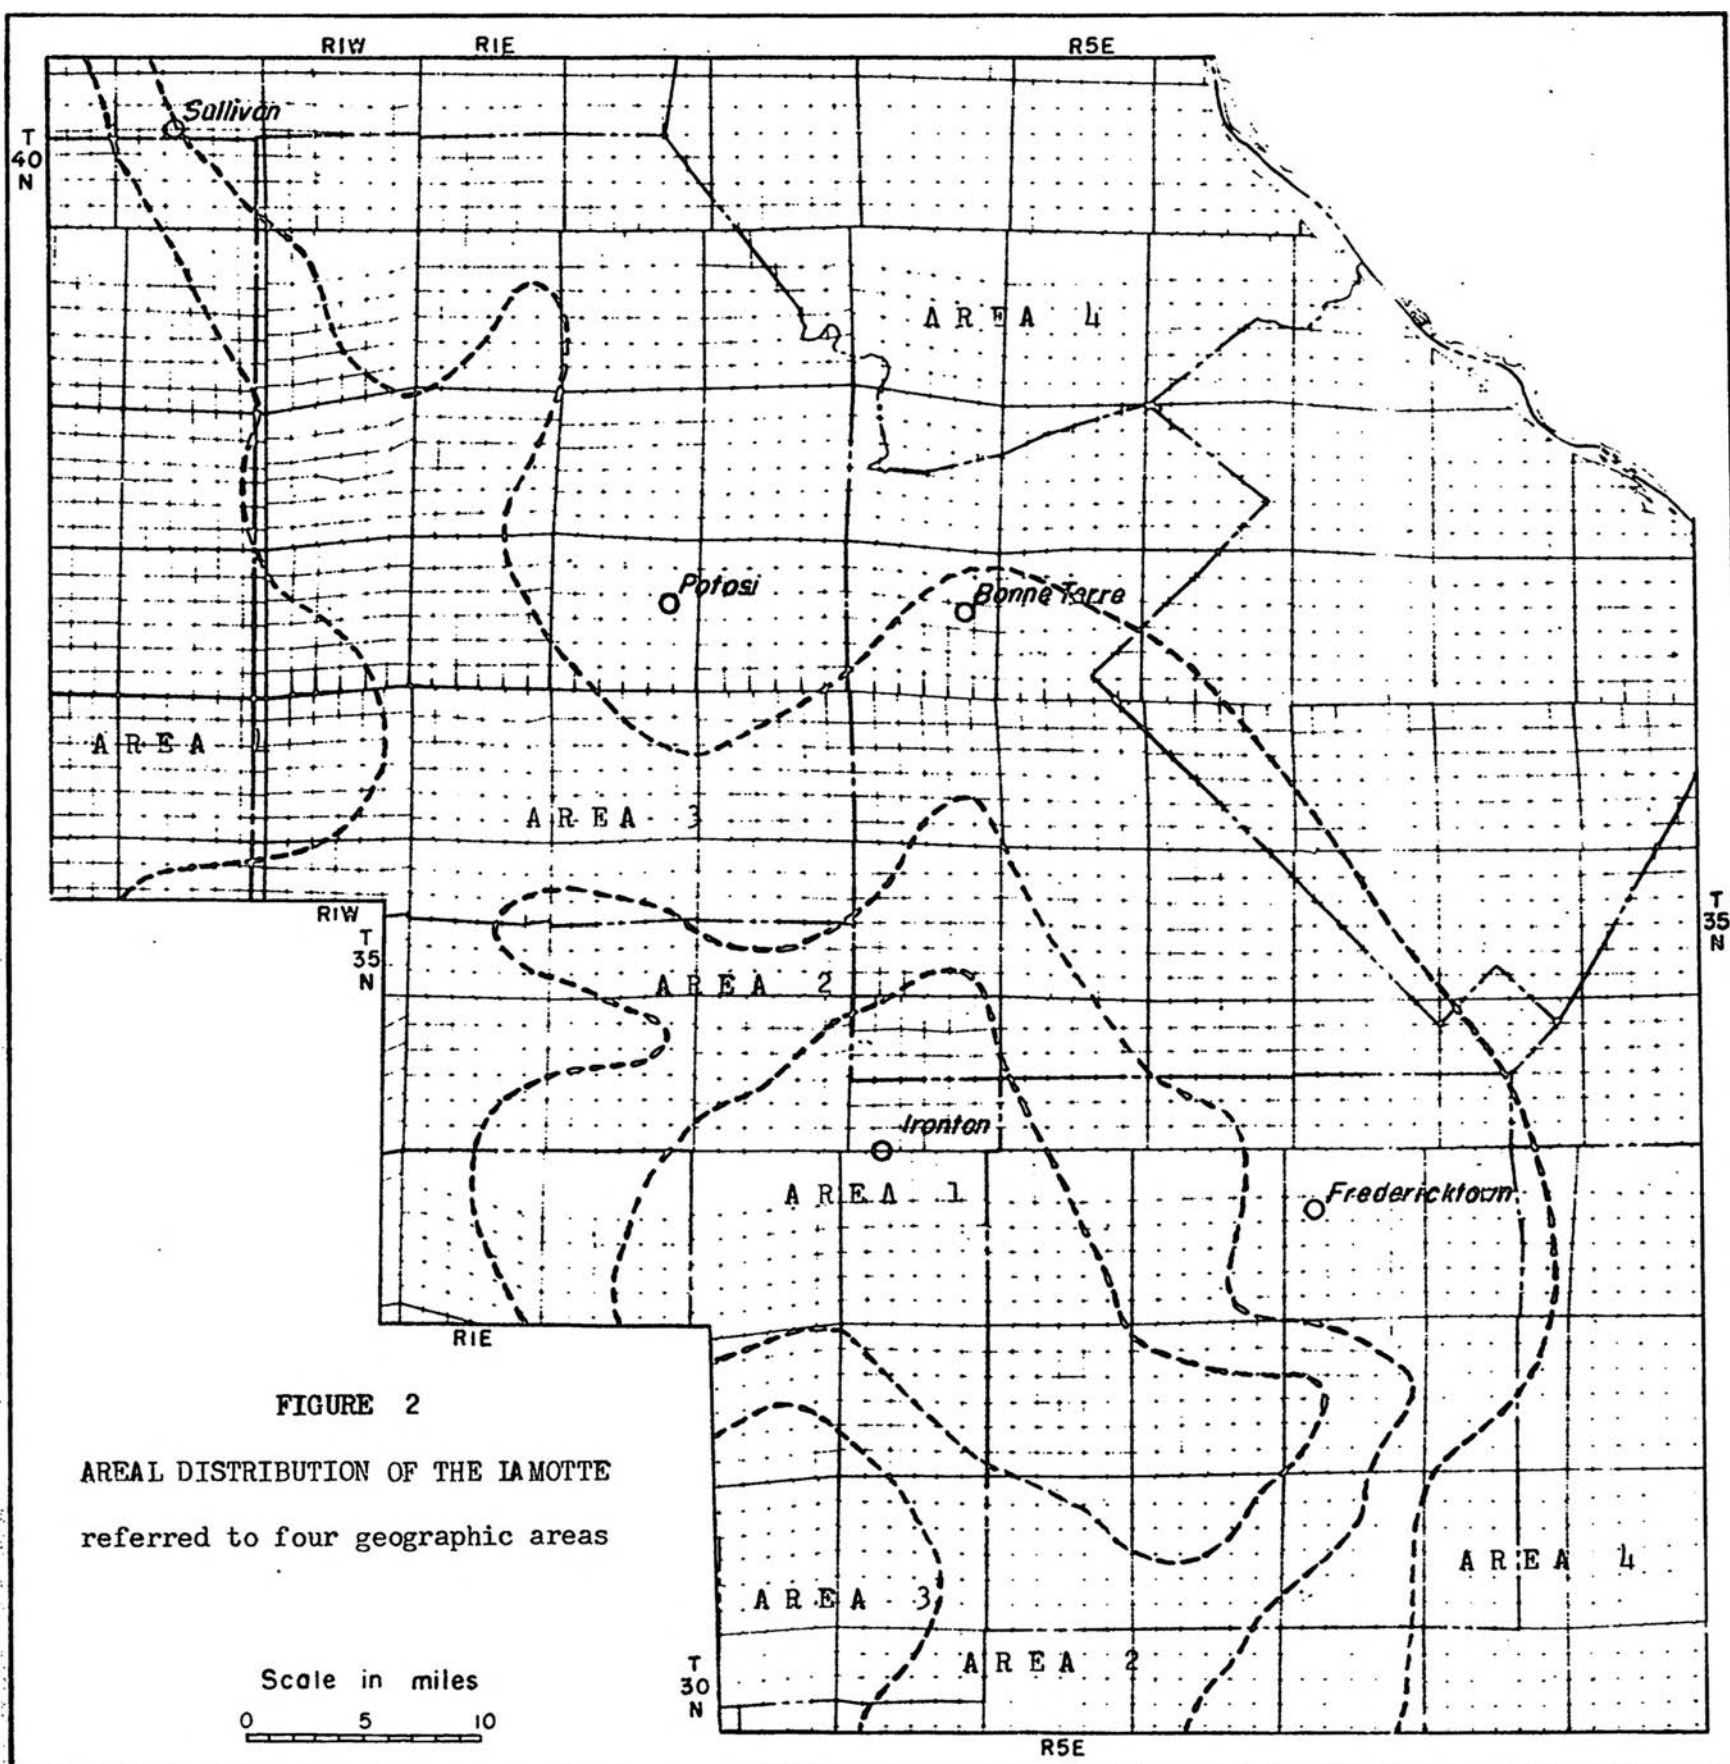 R1W R1E R5E
Sullivan
T
40
N
AREA 4
Potosi
Bonne Terre
AREA 1
AREA 3
R1W
T
35
N
T
35
N
AREA 2
Ironton
AREA 1
Fredericktown
R1E
FIGURE 2
AREAL DISTRIBUTION OF THE LAMOTTE
referred to four geographic areas
AREA 4
AREA 3
AREA 2
Scale in miles
0 5 10
T
30
N
R5E